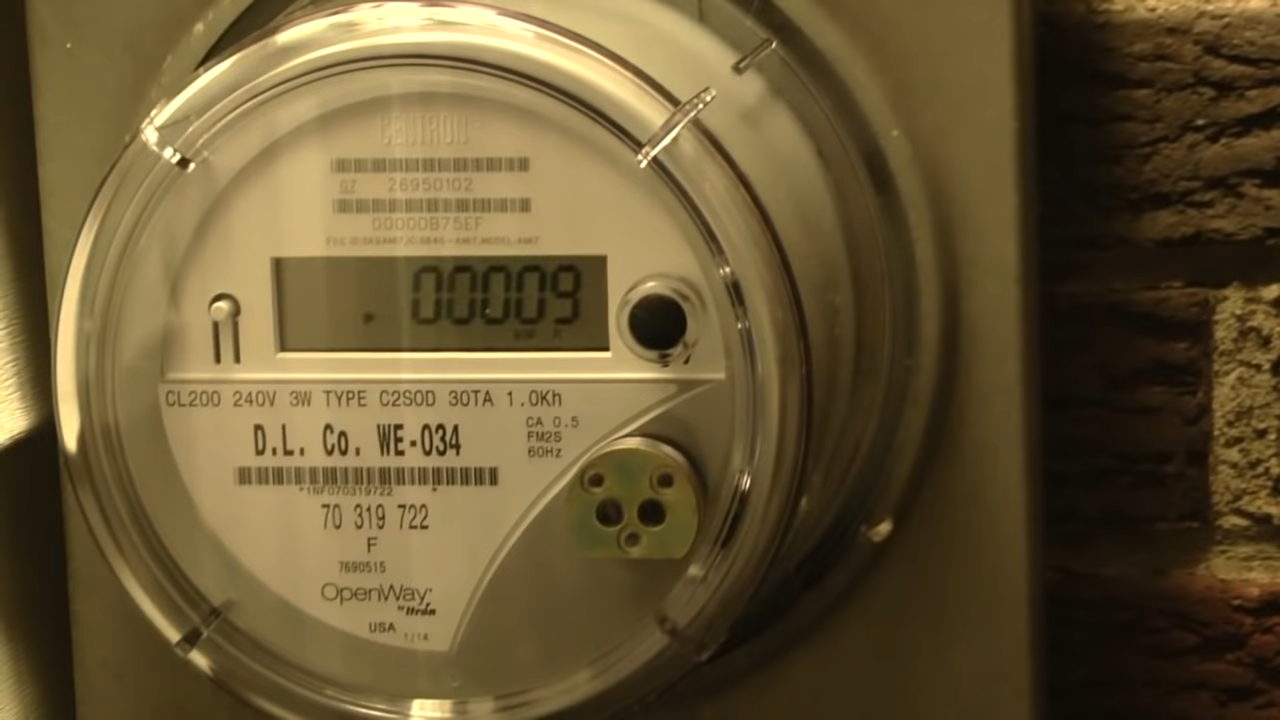 CENTRON
07 26950102
0000DB75EF
00009
CL200 240V 3W TYPE C2SOD 30TA 1.0Kh
CA 0.5
FM2S
60Hz
D.L. Co. WE-034
*1NF070319722 *
70 319 722
F
7690515
OpenWay
by Itron
USA 1/14